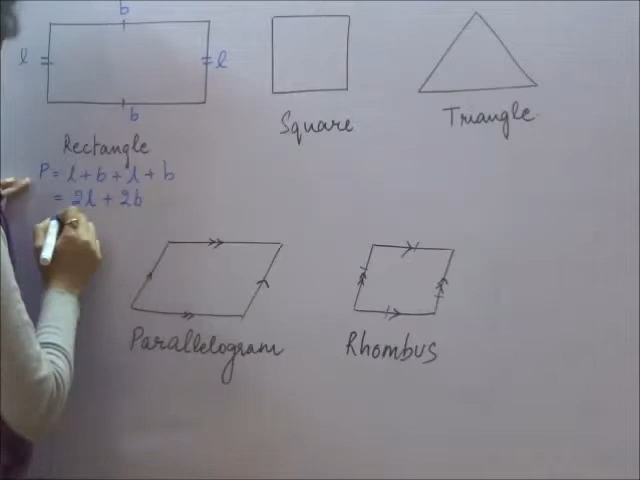 b
l
l
b
Rectangle
P = l + b + l + b
= 2l + 2b
Square
Triangle
Parallelogram
Rhombus